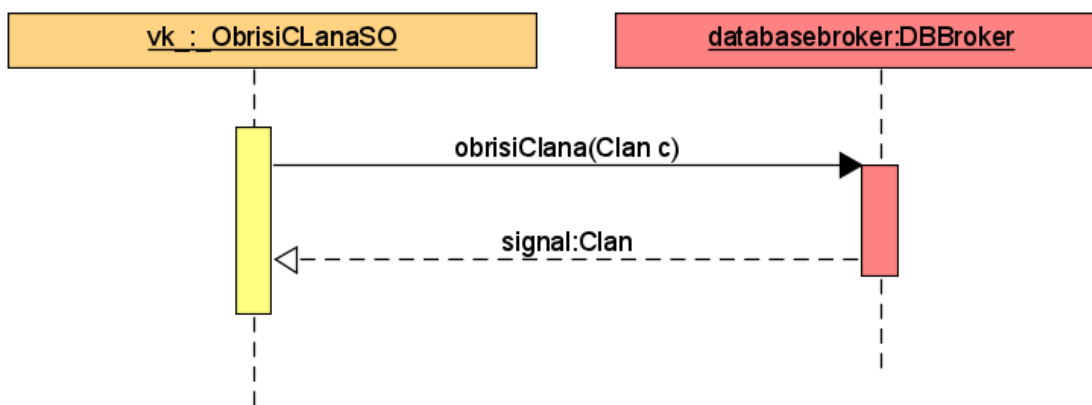 vk_:_ObrisiCLanaSO
databasebroker:DBBroker
obrisiClana(Clan c)
signal:Clan